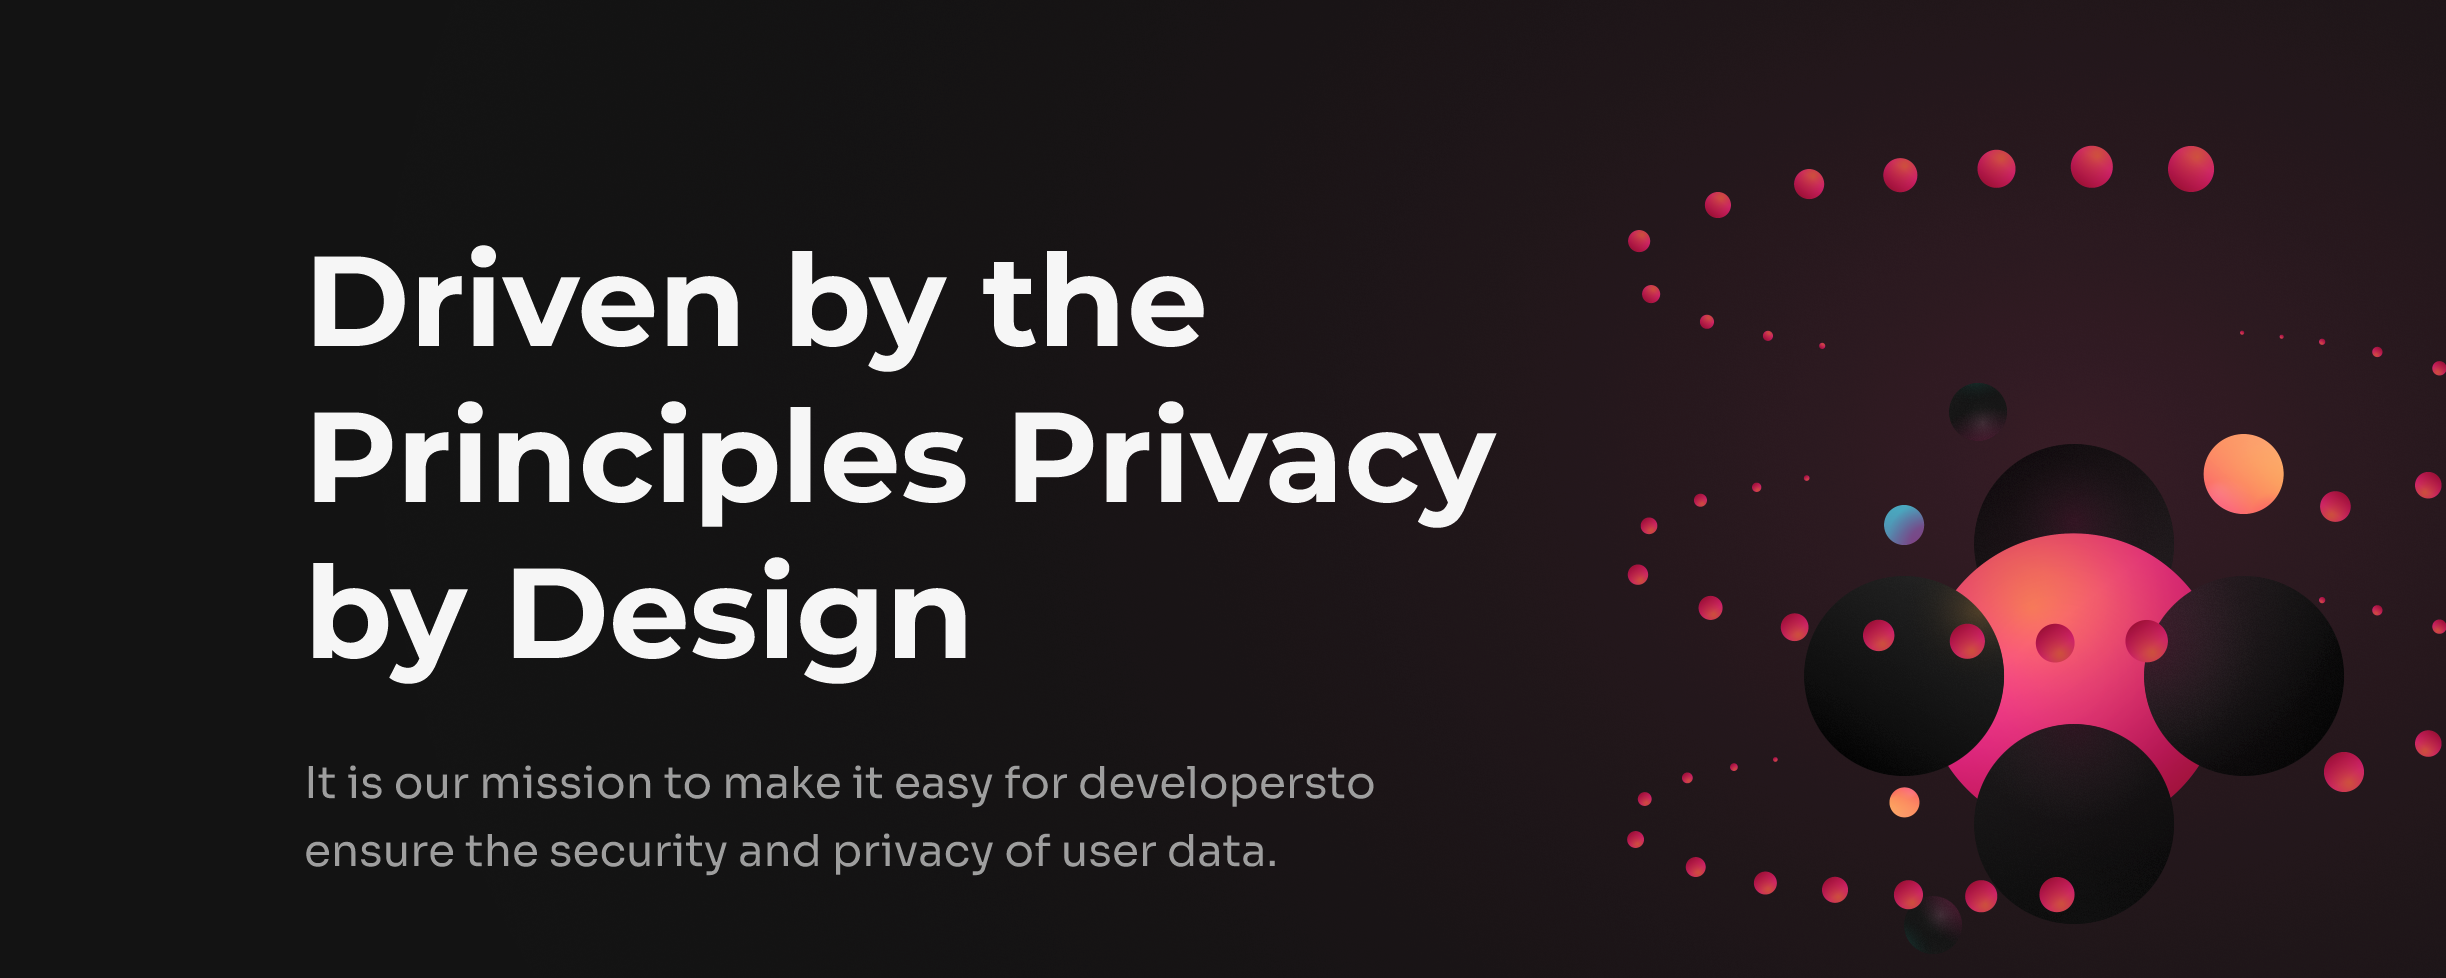 Driven by the
Principles Privacy
by Design
It is our mission to make it easy for developersto
ensure the security and privacy of user data.